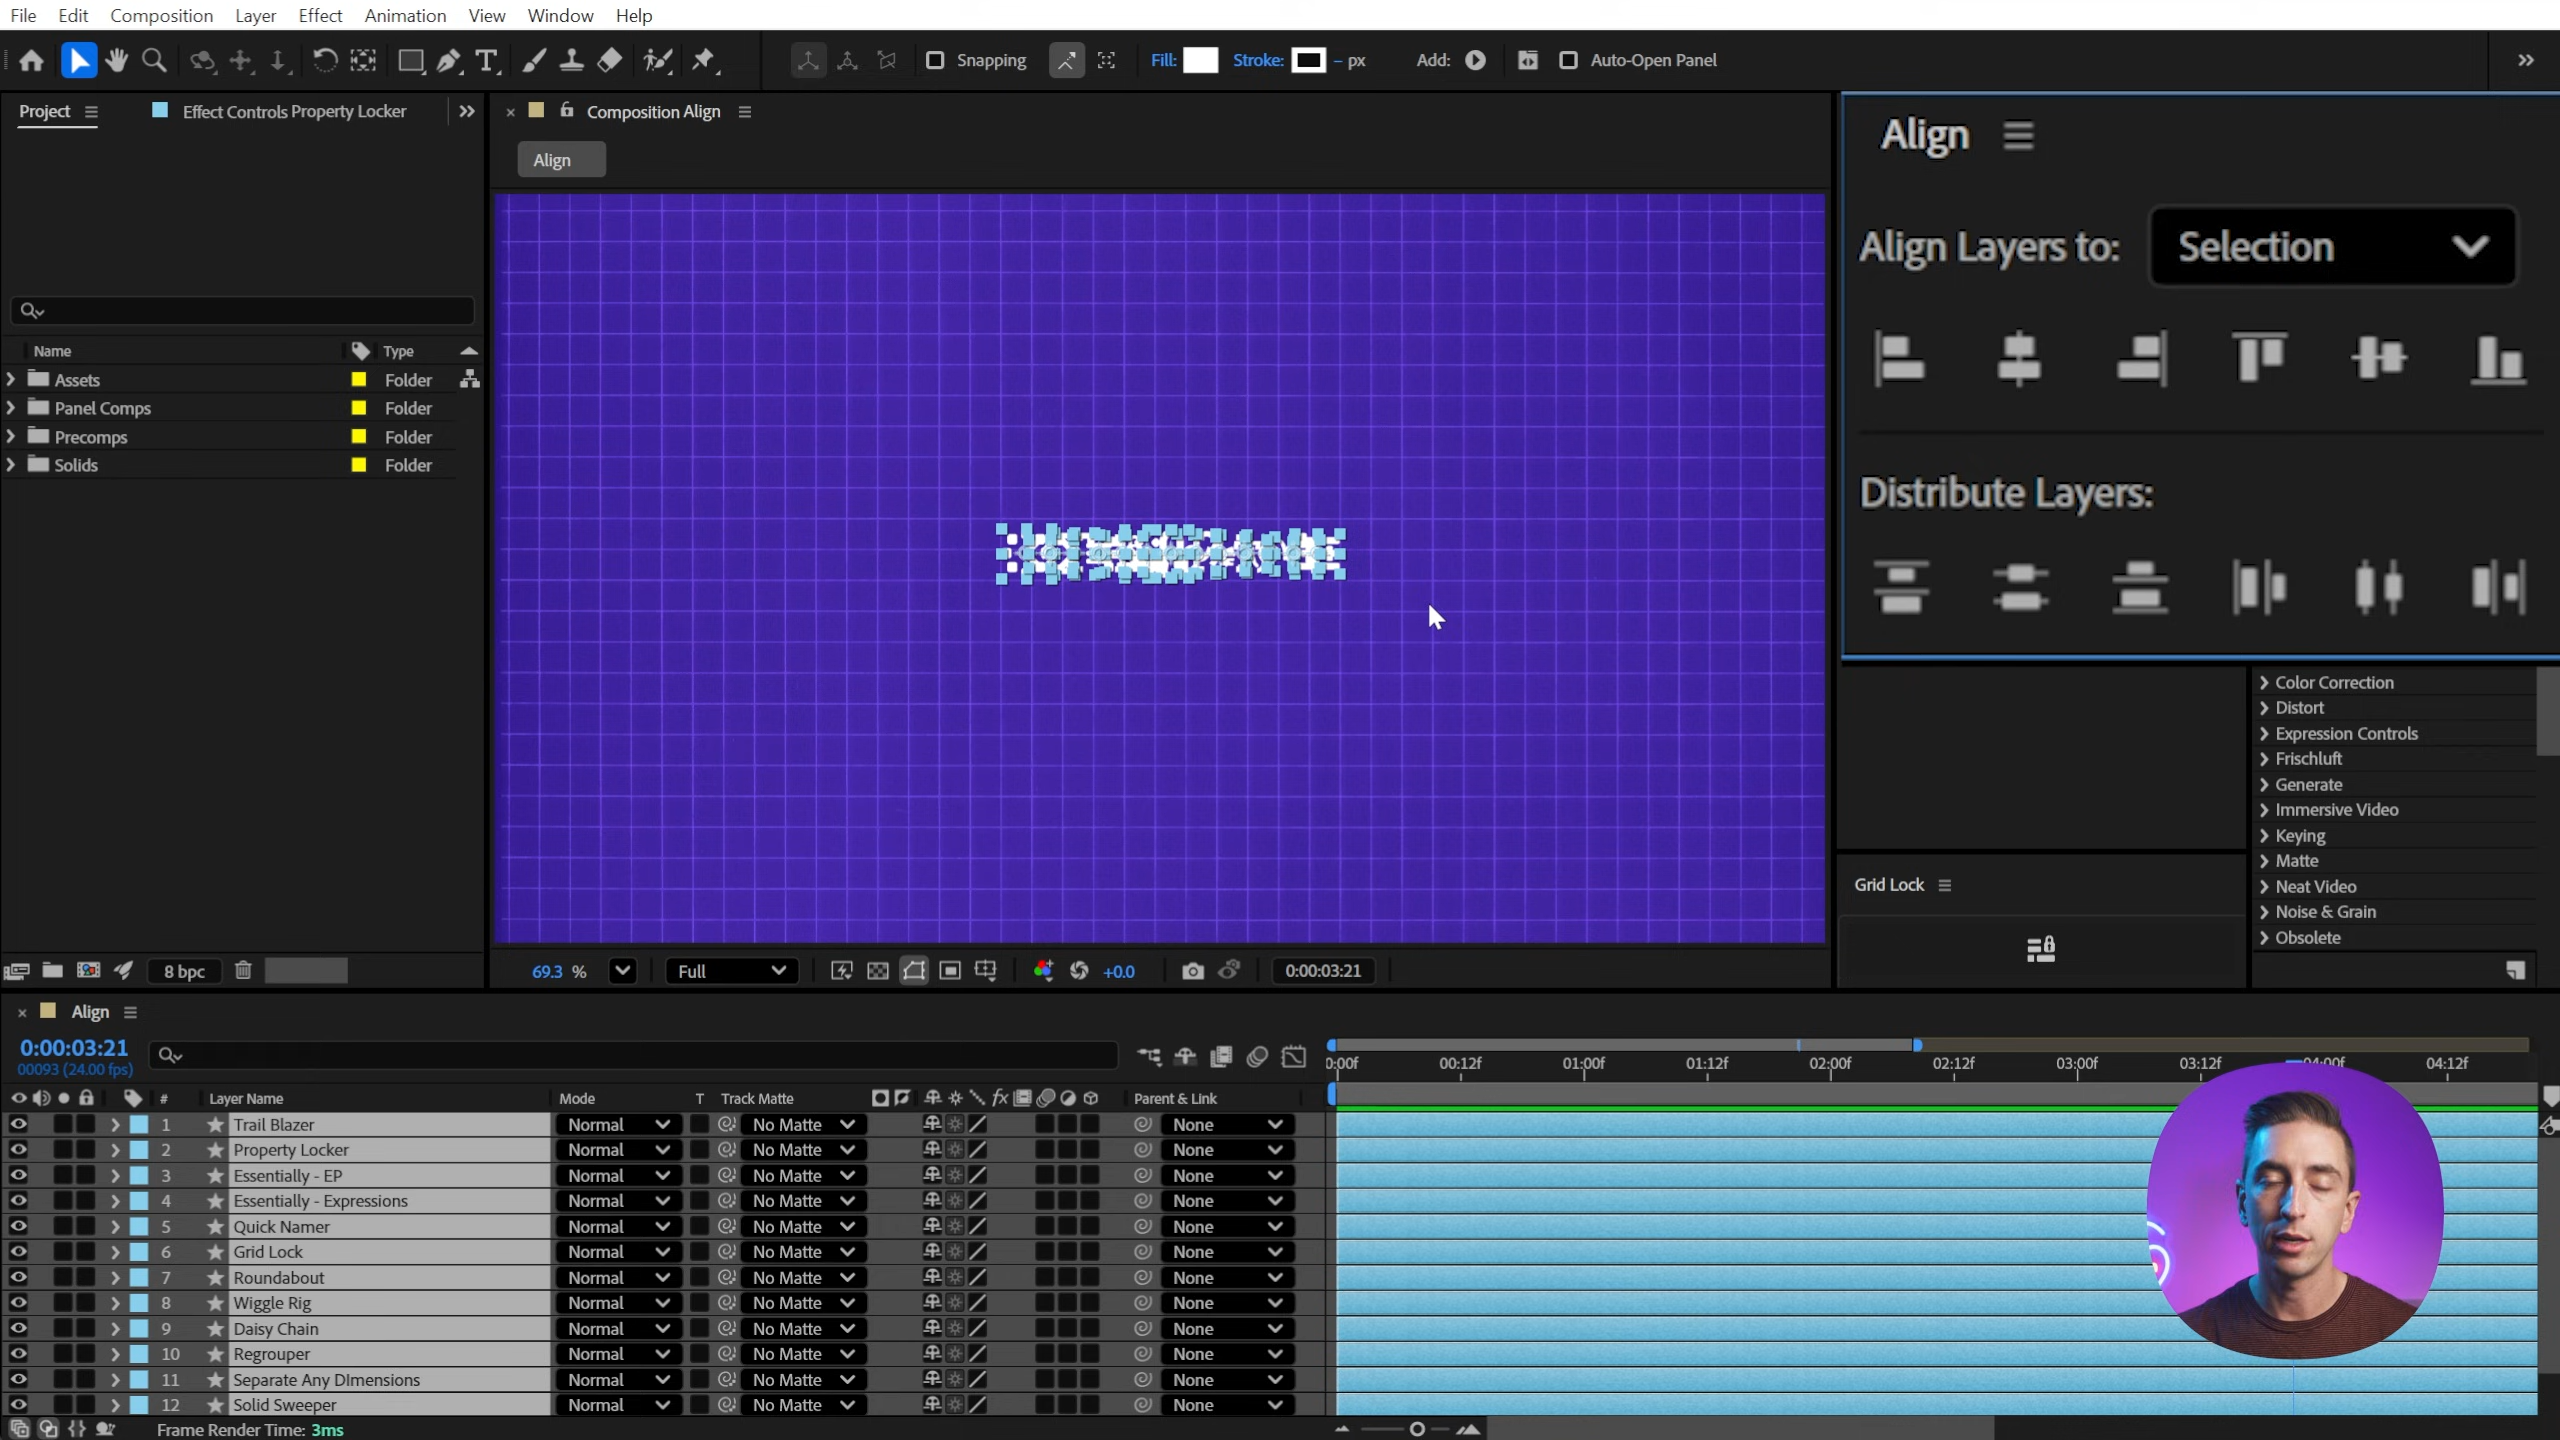 File Edit Composition Layer Effect Animation View Window Help
Snapping Fill: Stroke: – px Add: Auto-Open Panel
Project Effect Controls Property Locker
Composition Align
Align
Align
Align Layers to: Selection
Distribute Layers:
Name Type
Assets Folder
Panel Comps Folder
Precomps Folder
Solids Folder
Color Correction
Distort
Expression Controls
Frischluft
Generate
Immersive Video
Keying
Matte
Neat Video
Noise & Grain
Obsolete
Grid Lock
8 bpc
69.3 % Full +0.0 0:00:03:21
Align
0:00:03:21
00093 (24.00 fps)
0:00f 00:12f 01:00f 01:12f 02:00f 02:12f 03:00f 03:12f 04:00f 04:12f
# Layer Name Mode T Track Matte fx Parent & Link
1 Trail Blazer Normal No Matte None
2 Property Locker Normal No Matte None
3 Essentially - EP Normal No Matte None
4 Essentially - Expressions Normal No Matte None
5 Quick Namer Normal No Matte None
6 Grid Lock Normal No Matte None
7 Roundabout Normal No Matte None
8 Wiggle Rig Normal No Matte None
9 Daisy Chain Normal No Matte None
10 Regrouper Normal No Matte None
11 Separate Any DImensions Normal No Matte None
12 Solid Sweeper Normal No Matte None
Frame Render Time: 3ms